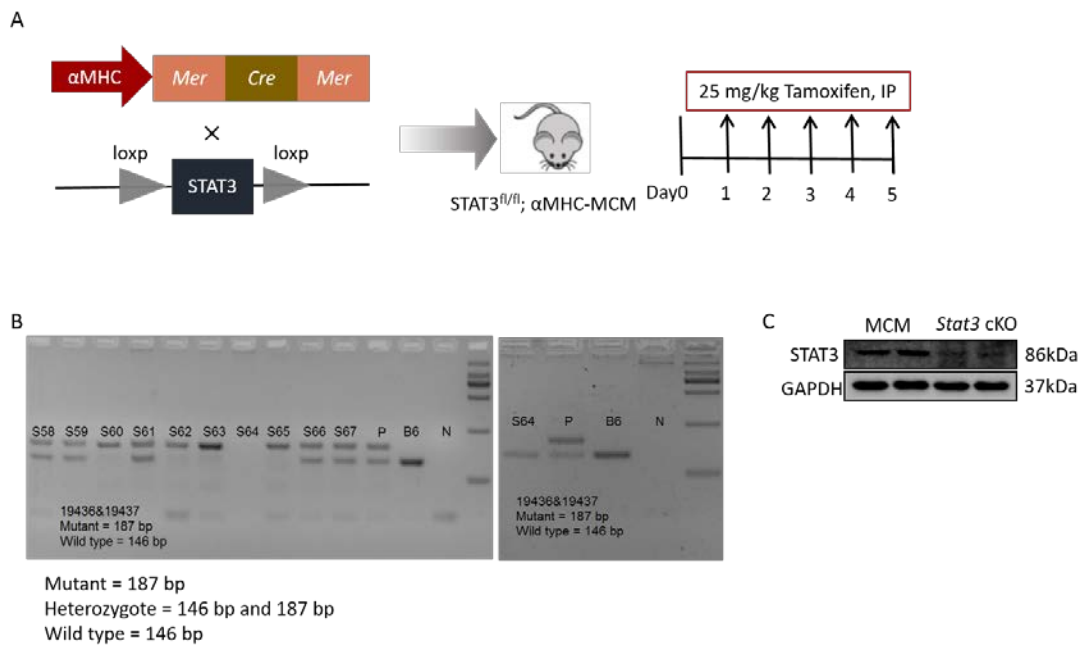 A
αMHC Mer Cre Mer
×
loxp loxp
STAT3
STAT3fl/fl; αMHC-MCM
25 mg/kg Tamoxifen, IP
Day0 1 2 3 4 5
B
S58 S59 S60 S61 S62 S63 S64 S65 S66 S67 P B6 N
19436&19437
Mutant = 187 bp
Wild type = 146 bp
S64 P B6 N
19436&19437
Mutant = 187 bp
Wild type = 146 bp
Mutant = 187 bp
Heterozygote = 146 bp and 187 bp
Wild type = 146 bp
C
MCM Stat3 cKO
STAT3 86kDa
GAPDH 37kDa